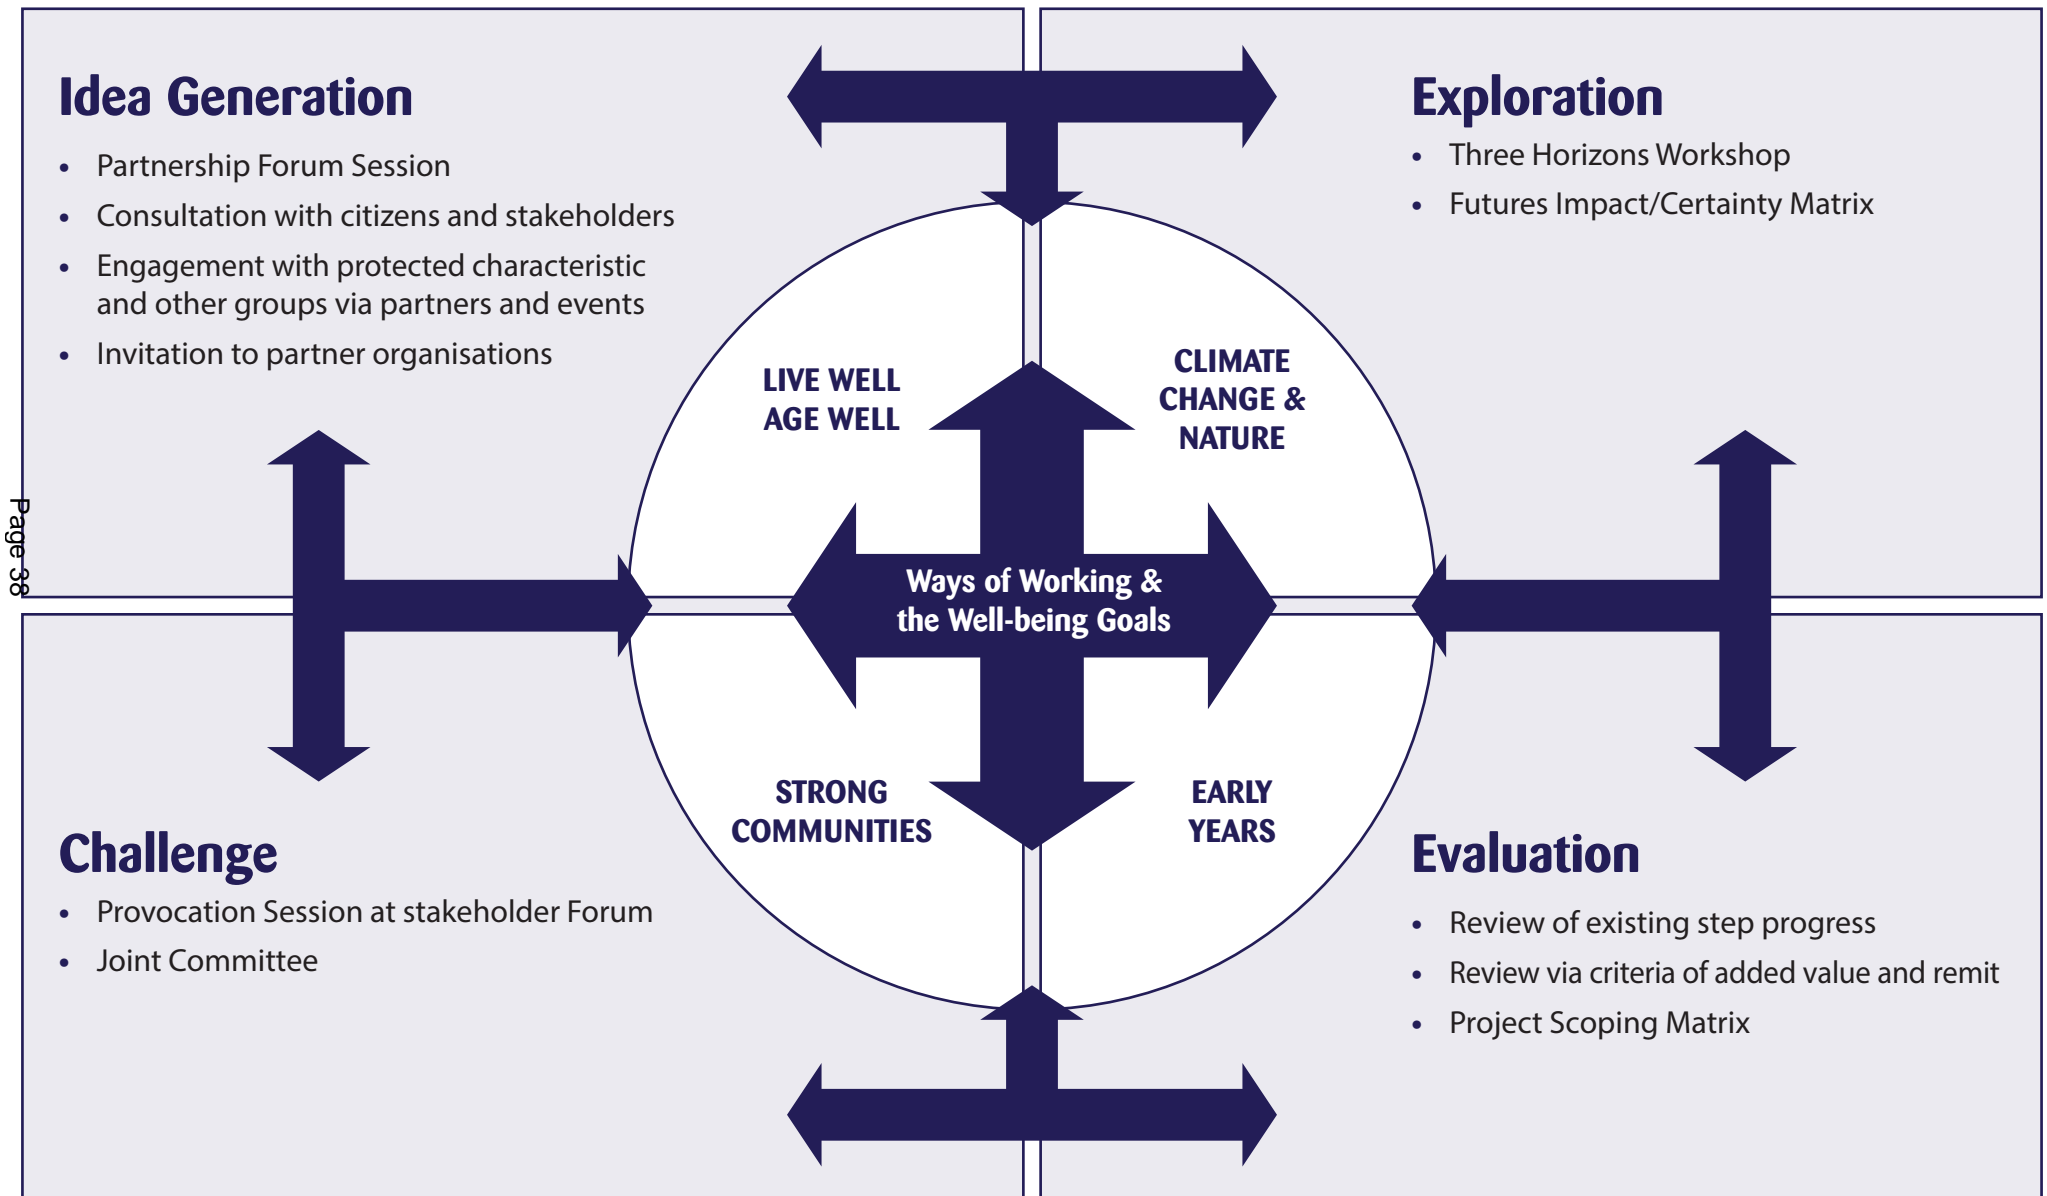 Idea Generation
• Partnership Forum Session
• Consultation with citizens and stakeholders
• Engagement with protected characteristic
and other groups via partners and events
• Invitation to partner organisations
Exploration
• Three Horizons Workshop
• Futures Impact/Certainty Matrix
LIVE WELL
AGE WELL
CLIMATE
CHANGE &
NATURE
Ways of Working &
the Well-being Goals
STRONG
COMMUNITIES
EARLY
YEARS
Challenge
• Provocation Session at stakeholder Forum
• Joint Committee
Evaluation
• Review of existing step progress
• Review via criteria of added value and remit
• Project Scoping Matrix
Page 38